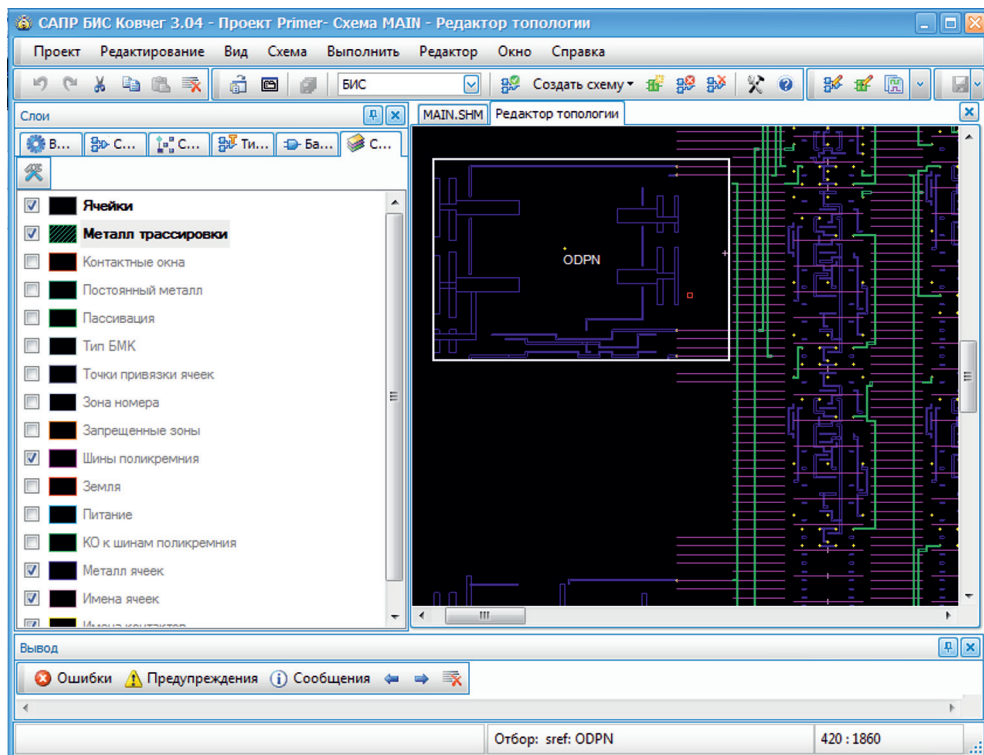 САПР БИС Ковчег 3.04 - Проект Primer- Схема MAIN - Редактор топологии
Проект Редактирование Вид Схема Выполнить Редактор Окно Справка
БИС Создать схему
Слои
MAIN.SHM Редактор топологии
В... С... С... Ти... Ба... С...
Ячейки
Металл трассировки
Контактные окна
Постоянный металл
Пассивация
Тип БМК
Точки привязки ячеек
Зона номера
Запрещенные зоны
Шины поликремния
Земля
Питание
КО к шинам поликремния
Металл ячеек
Имена ячеек
Имена контактов
ODPN
Вывод
Ошибки Предупреждения Сообщения
Отбор: sref: ODPN 420 : 1860